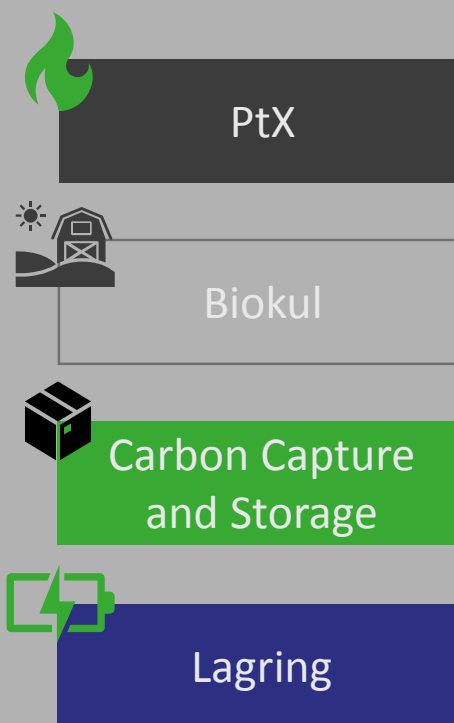 PtX
Biokul
Carbon Capture
and Storage
Lagring